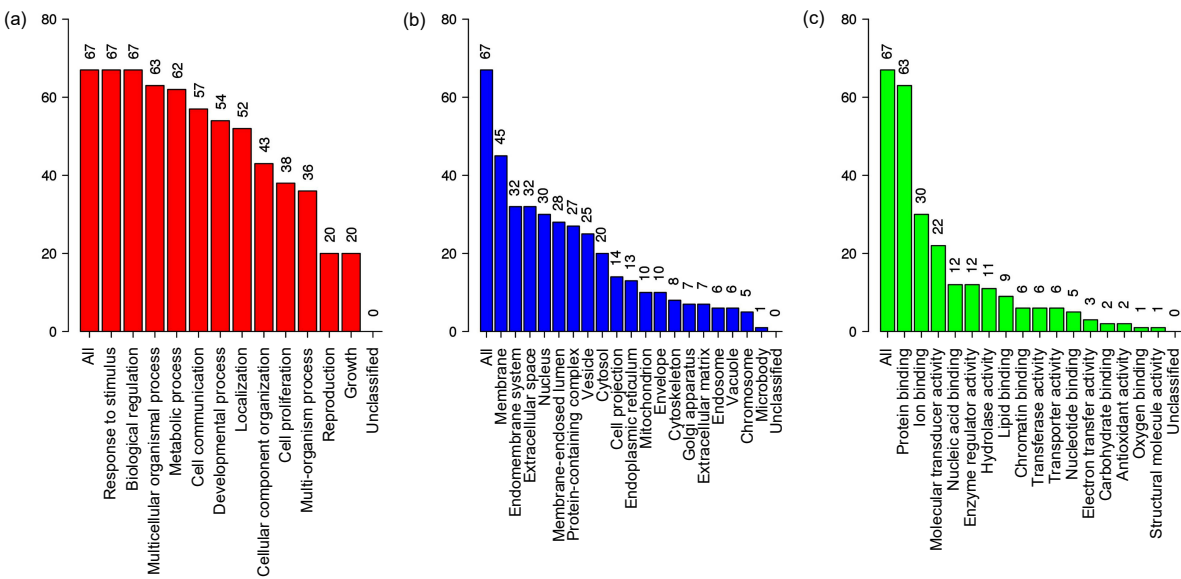 (a)
80
60
40
20
0
67
67
67
63
62
57
54
52
43
38
36
20
20
0
All
Response to stimulus
Biological regulation
Multicellular organismal process
Metabolic process
Cell communication
Developmental process
Localization
Cellular component organization
Cell proliferation
Multi-organism process
Reproduction
Growth
Unclassified
(b)
80
60
40
20
0
67
45
32
32
30
28
27
25
20
14
13
10
10
8
7
7
6
6
5
1
0
All
Membrane
Endomembrane system
Extracellular space
Nucleus
Membrane-enclosed lumen
Protein-containing complex
Vesicle
Cytosol
Cell projection
Endoplasmic reticulum
Mitochondrion
Envelope
Cytoskeleton
Golgi apparatus
Extracellular matrix
Endosome
Vacuole
Chromosome
Microbody
Unclassified
(c)
80
60
40
20
0
67
63
30
22
12
12
11
9
6
6
6
5
3
2
2
1
1
0
All
Protein binding
Ion binding
Molecular transducer activity
Nucleic acid binding
Enzyme regulator activity
Hydrolase activity
Lipid binding
Chromatin binding
Transferase activity
Transporter activity
Nucleotide binding
Electron transfer activity
Carbohydrate binding
Antioxidant activity
Oxygen binding
Structural molecule activity
Unclassified